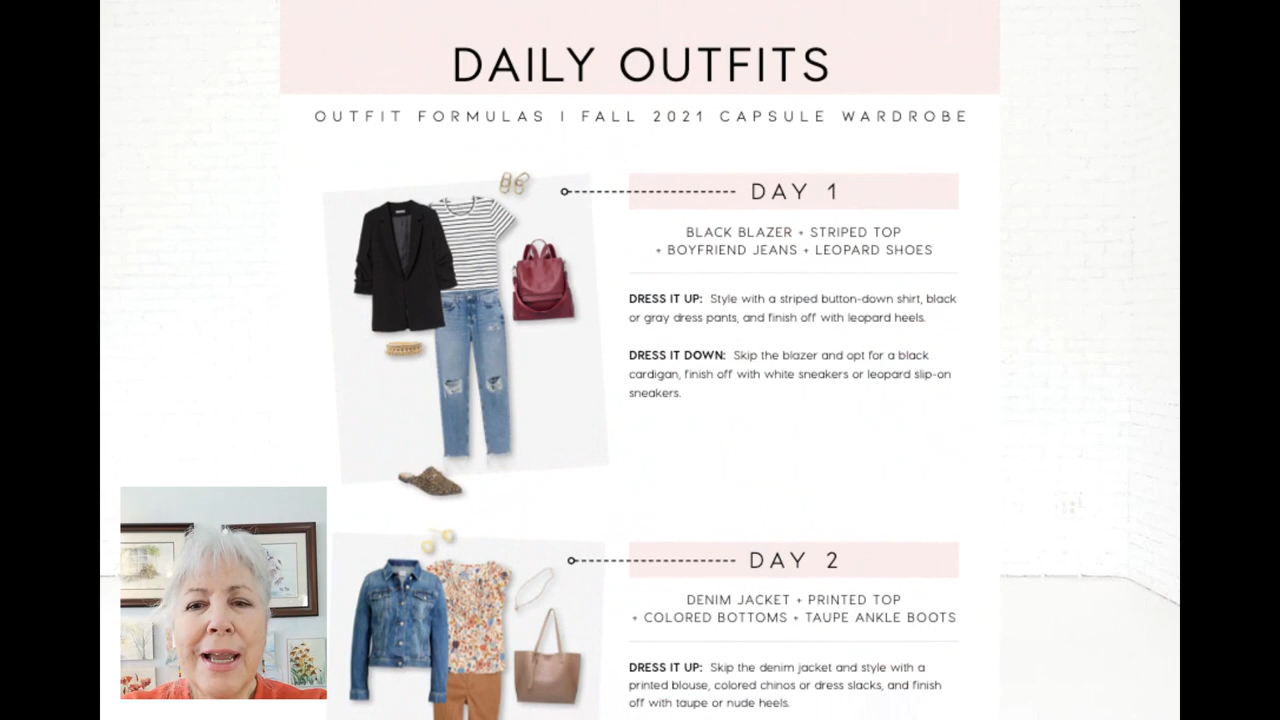 DAILY OUTFITS
OUTFIT FORMULAS | FALL 2021 CAPSULE WARDROBE
DAY 1
BLACK BLAZER + STRIPED TOP
+ BOYFRIEND JEANS + LEOPARD SHOES
DRESS IT UP: Style with a striped button-down shirt, black
or gray dress pants, and finish off with leopard heels.
DRESS IT DOWN: Skip the blazer and opt for a black
cardigan, finish off with white sneakers or leopard slip-on
sneakers.
DAY 2
DENIM JACKET + PRINTED TOP
+ COLORED BOTTOMS + TAUPE ANKLE BOOTS
DRESS IT UP: Skip the denim jacket and style with a
printed blouse, colored chinos or dress slacks, and finish
off with taupe or nude heels.